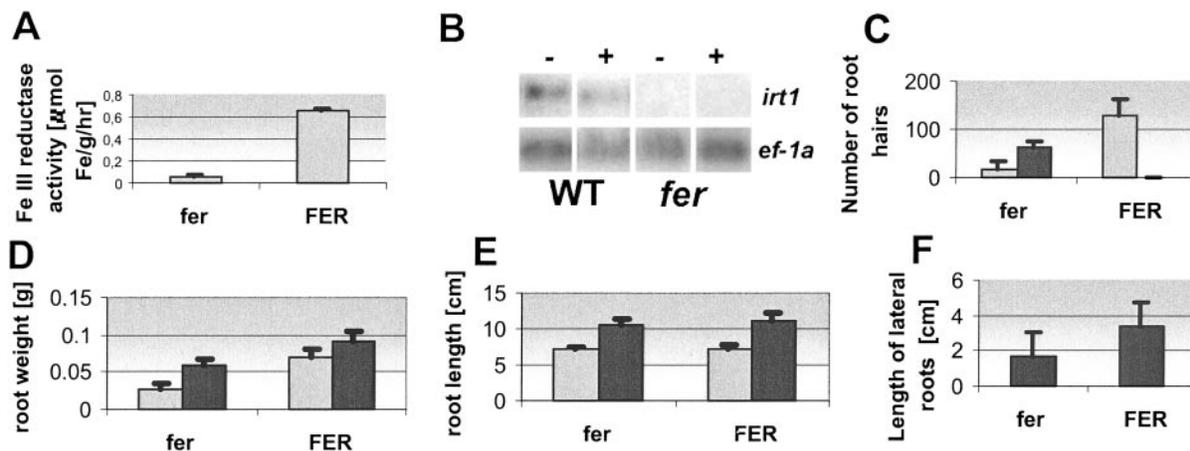 A
Fe III reductase
activity [µmol
Fe/g/hr]
0,8
0,6
0,4
0,2
0
fer
FER
B
- + - +
irt1
ef-1a
WT fer
C
Number of root
hairs
200
100
0
fer
FER
D
root weight [g]
0.15
0.1
0.05
0
fer
FER
E
root length [cm]
15
10
5
0
fer
FER
F
Length of lateral
roots [cm]
6
4
2
0
fer
FER